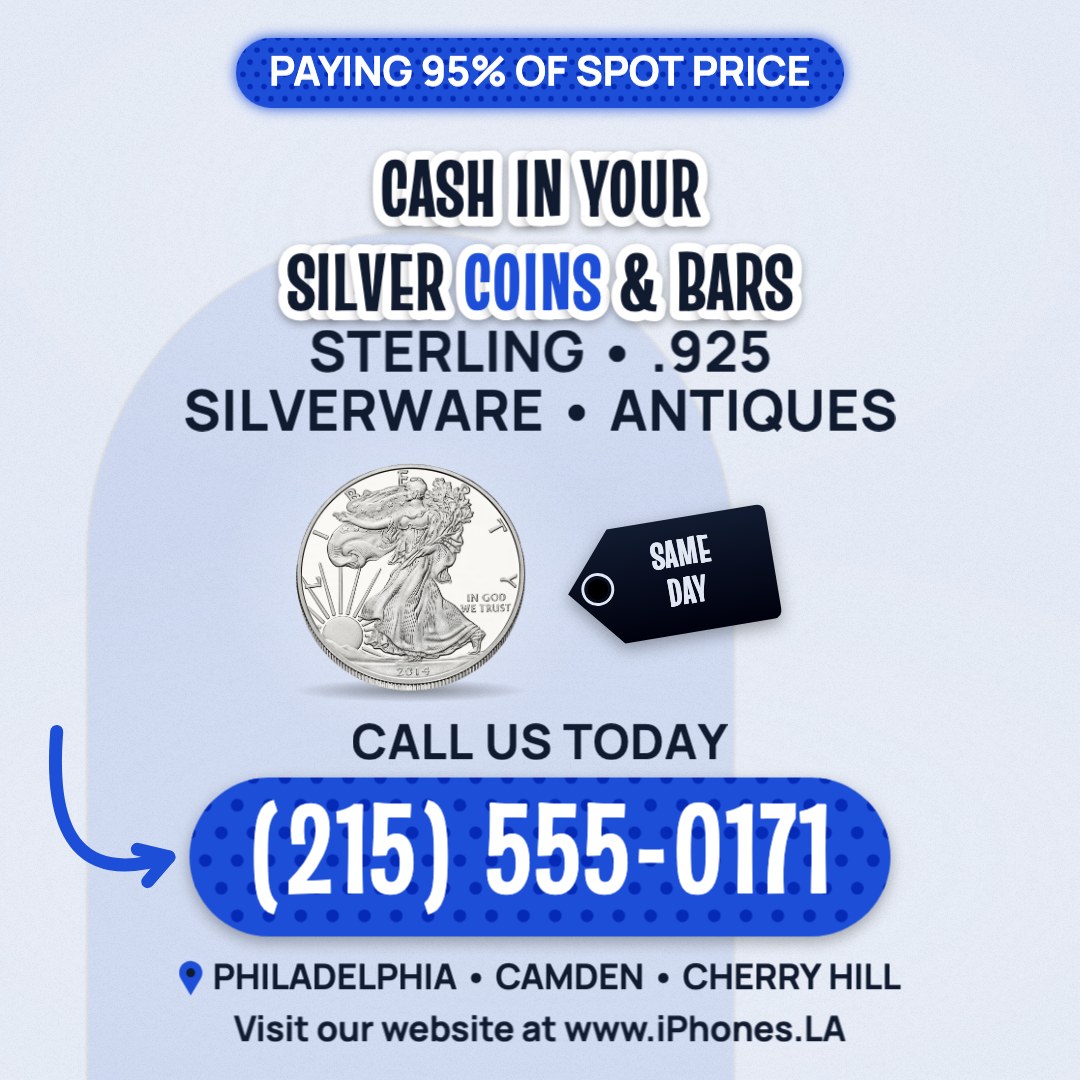 PAYING 95% OF SPOT PRICE
CASH IN YOUR
SILVER COINS & BARS
STERLING • .925
SILVERWARE • ANTIQUES
LIBERTY
IN GOD
WE TRUST
2014
SAME
DAY
CALL US TODAY
(215) 555-0171
PHILADELPHIA • CAMDEN • CHERRY HILL
Visit our website at www.iPhones.LA